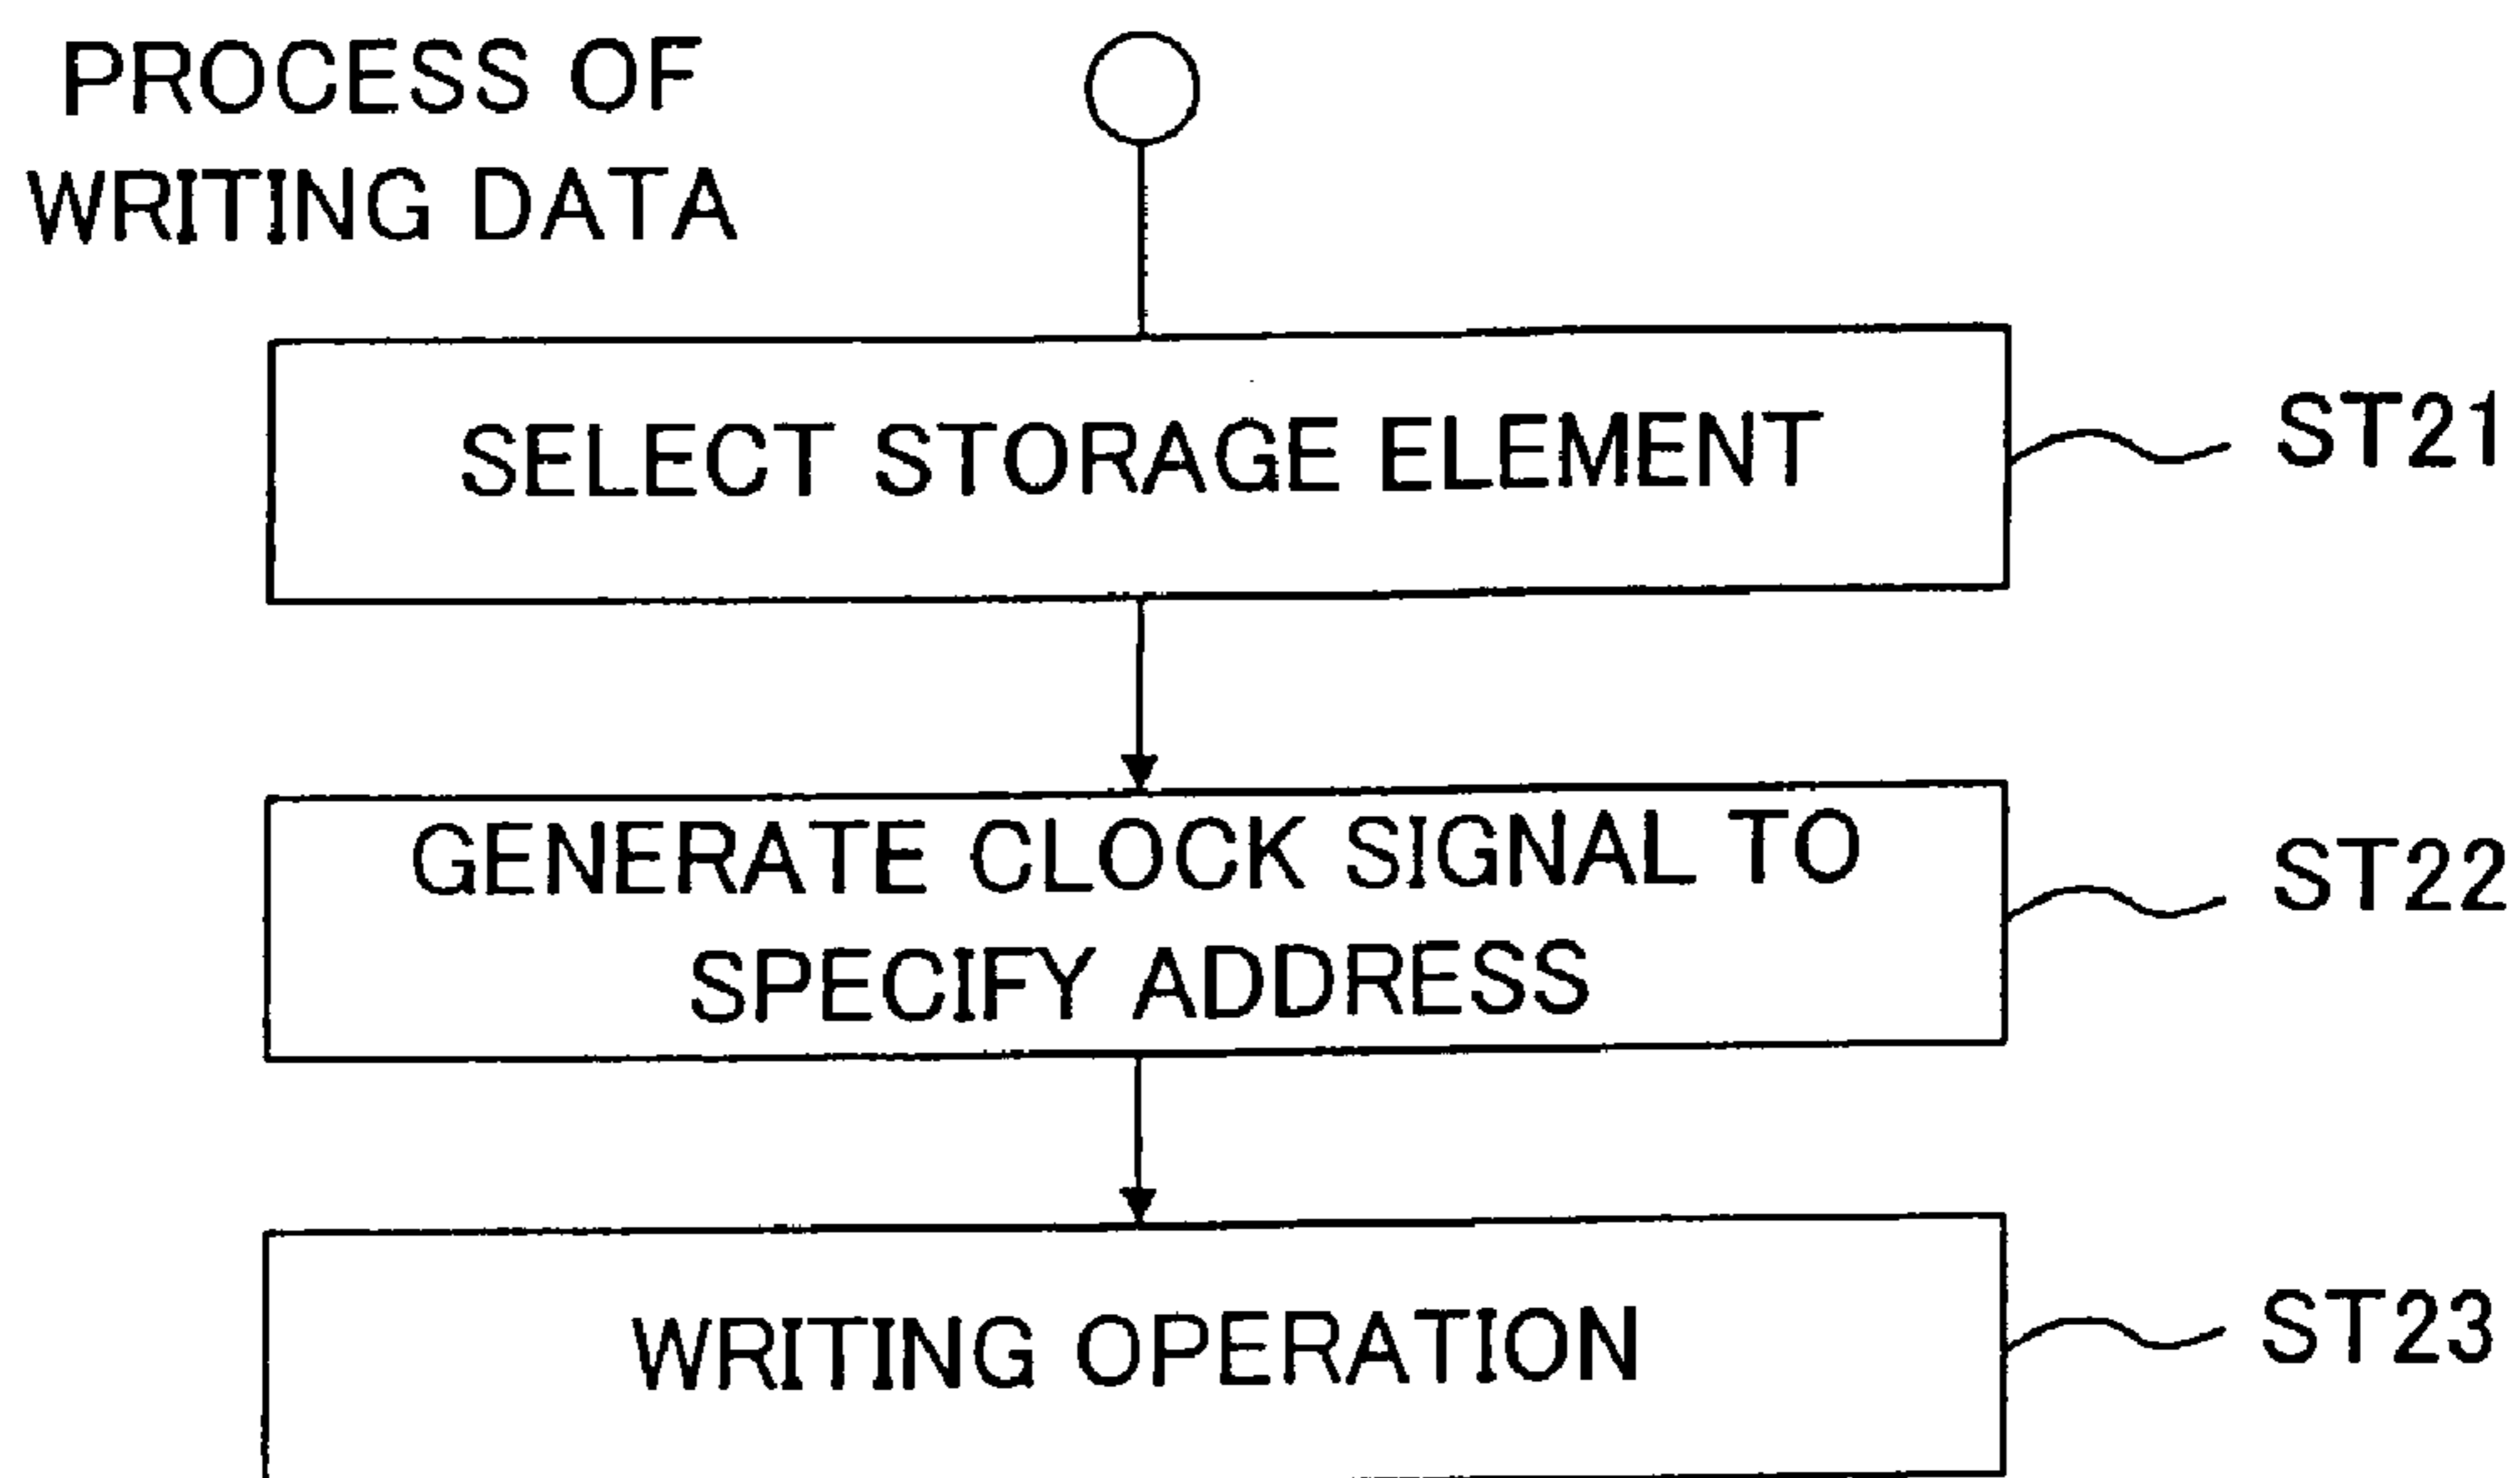 PROCESS OF
WRITING DATA
SELECT STORAGE ELEMENT
ST21
GENERATE CLOCK SIGNAL TO
SPECIFY ADDRESS
ST22
WRITING OPERATION
ST23